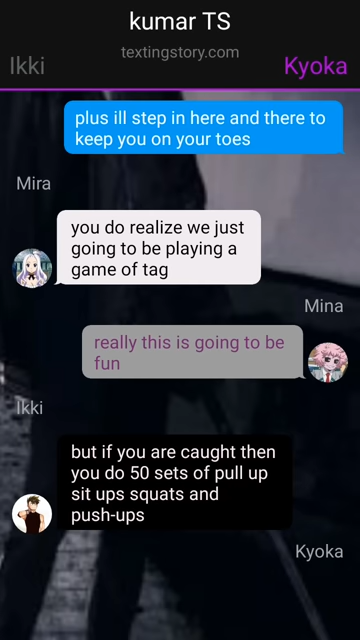 kumar TS
textingstory.com
Ikki
Kyoka
plus ill step in here and there to
keep you on your toes
Mira
you do realize we just
going to be playing a
game of tag
Mina
really this is going to be
fun
Ikki
but if you are caught then
you do 50 sets of pull up
sit ups squats and
push-ups
Kyoka